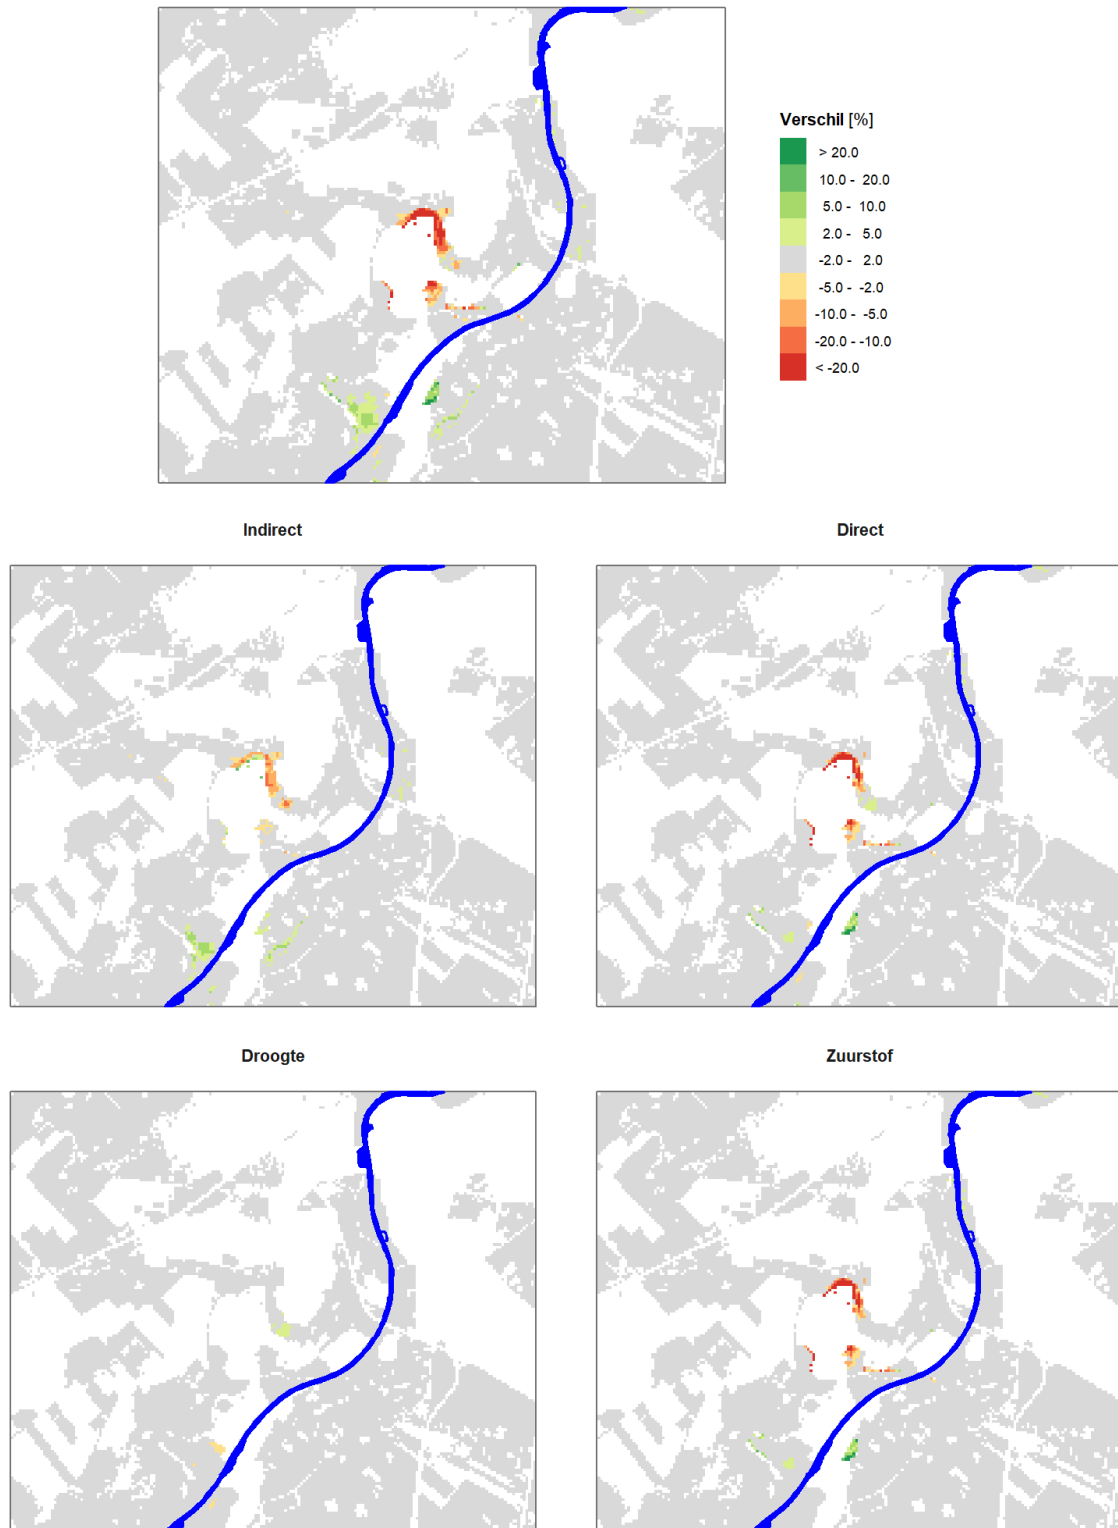 Verschil [%]
> 20.0
10.0 - 20.0
5.0 - 10.0
2.0 - 5.0
-2.0 - 2.0
-5.0 - -2.0
-10.0 - -5.0
-20.0 - -10.0
< -20.0
Indirect
Direct
Droogte
Zuurstof